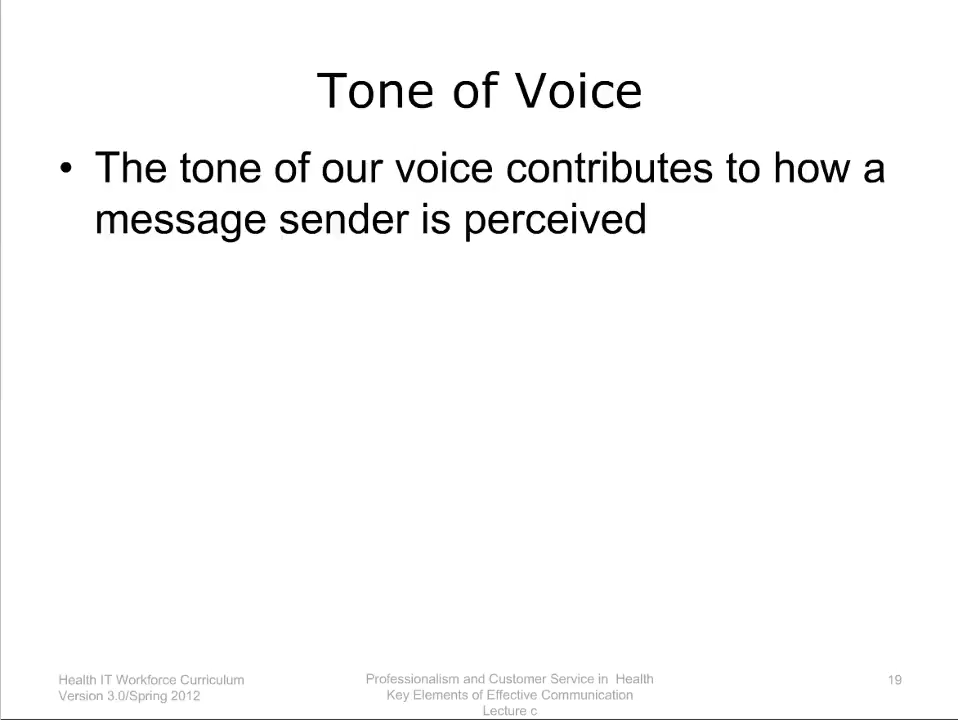 Tone of Voice
• The tone of our voice contributes to how a
message sender is perceived
Health IT Workforce Curriculum
Version 3.0/Spring 2012
Professionalism and Customer Service in Health
Key Elements of Effective Communication
Lecture c
19